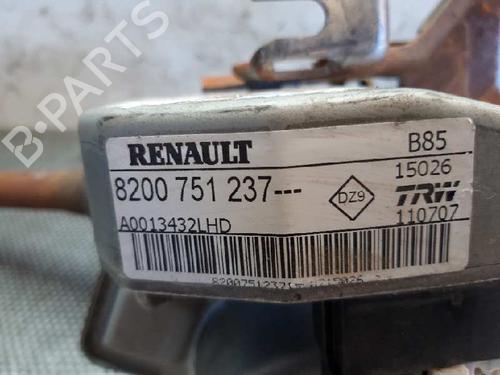 B-PARTS
RENAULT B85
8200 751 237--- DZ9 15026
TRW
A0013432LHD 110707